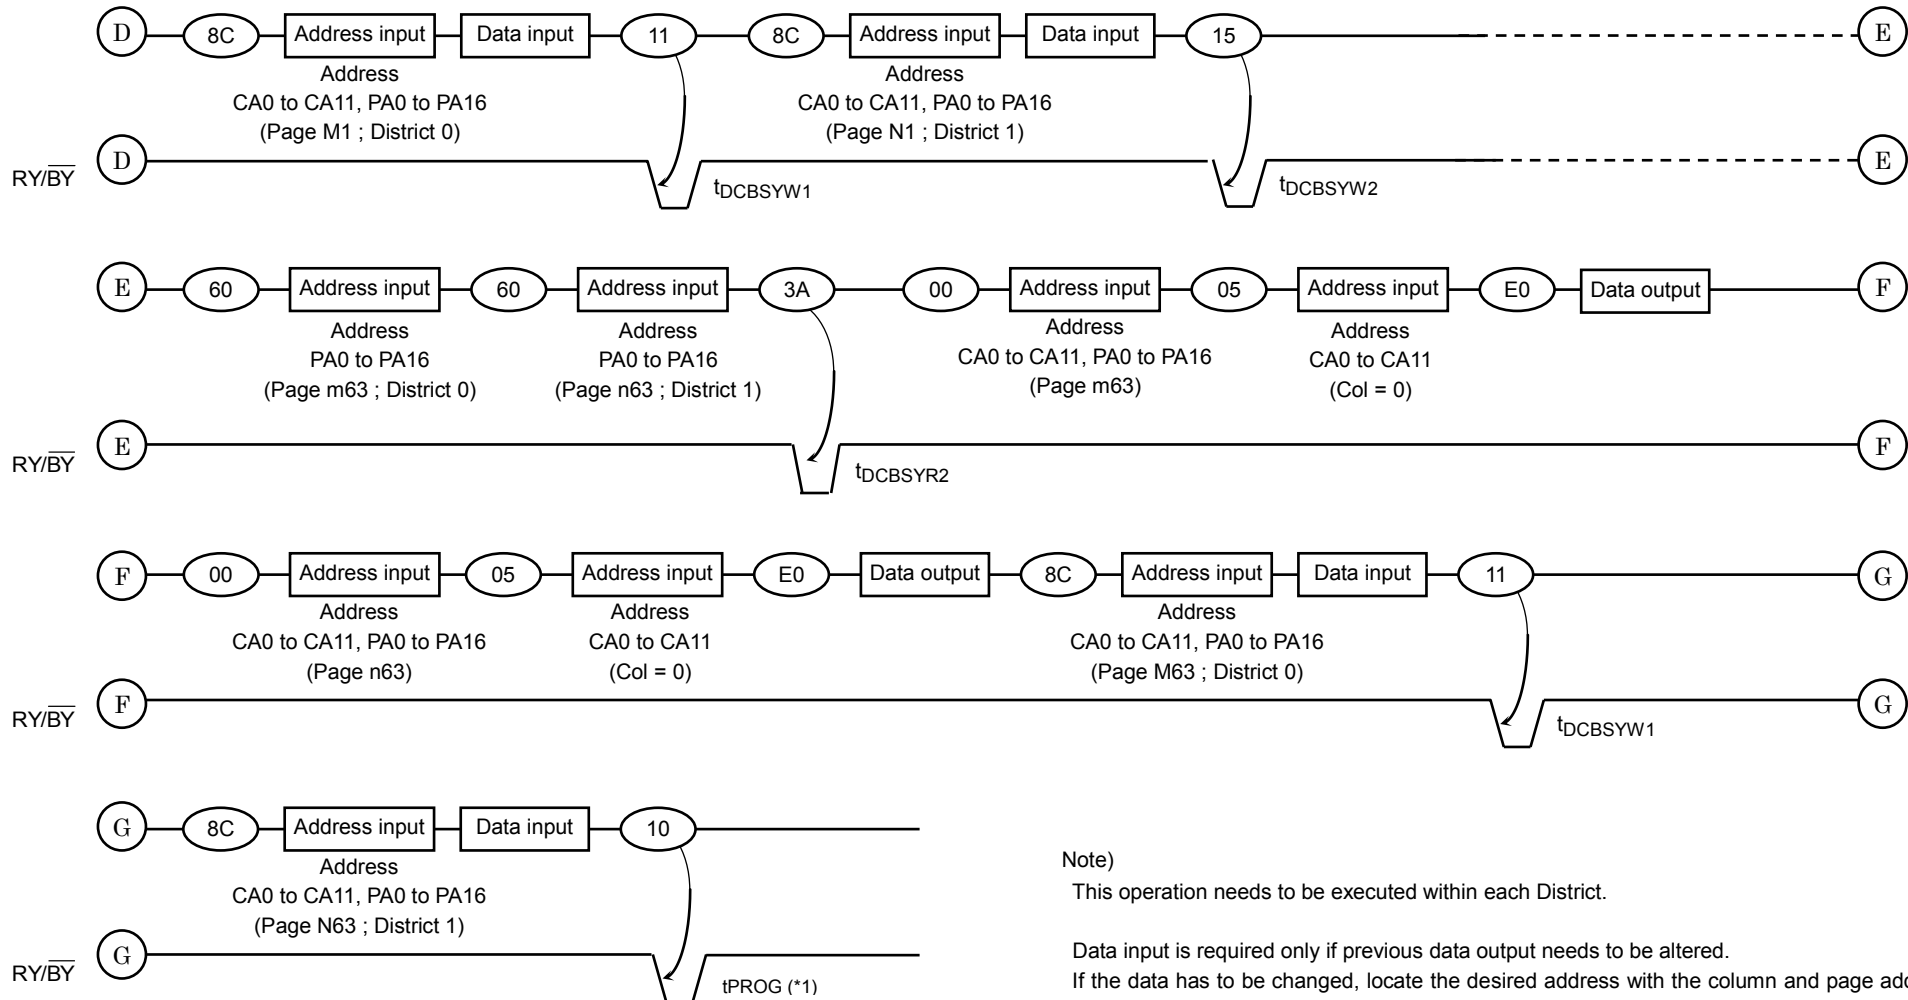 D 8C Address input Data input 11 8C Address input Data input 15 E
Address Address
CA0 to CA11, PA0 to PA16 CA0 to CA11, PA0 to PA16
(Page M1 ; District 0) (Page N1 ; District 1)
RY/BY D E
tDCBSYW1 tDCBSYW2
E 60 Address input 60 Address input 3A 00 Address input 05 Address input E0 Data output F
Address Address Address Address
PA0 to PA16 PA0 to PA16 CA0 to CA11, PA0 to PA16 CA0 to CA11
(Page m63 ; District 0) (Page n63 ; District 1) (Page m63) (Col = 0)
RY/BY E F
tDCBSYR2
F 00 Address input 05 Address input E0 Data output 8C Address input Data input 11 G
Address Address Address
CA0 to CA11, PA0 to PA16 CA0 to CA11 CA0 to CA11, PA0 to PA16
(Page n63) (Col = 0) (Page M63 ; District 0)
RY/BY F G
tDCBSYW1
G 8C Address input Data input 10
Address
CA0 to CA11, PA0 to PA16
(Page N63 ; District 1)
RY/BY G
tPROG (*1)
Note)
This operation needs to be executed within each District.
Data input is required only if previous data output needs to be altered.
If the data has to be changed, locate the desired address with the column and page